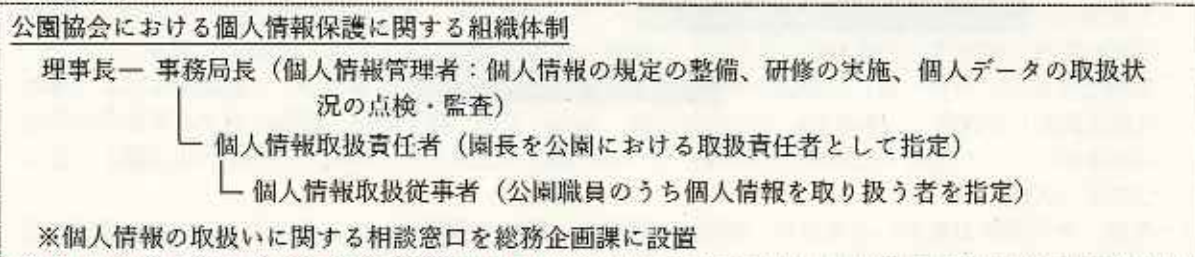 公園協会における個人情報保護に関する組織体制
理事長― 事務局長（個人情報管理者：個人情報の規定の整備、研修の実施、個人データの取扱状
況の点検・監査）
個人情報取扱責任者（園長を公園における取扱責任者として指定）
個人情報取扱従事者（公園職員のうち個人情報を取り扱う者を指定）
※個人情報の取扱いに関する相談窓口を総務企画課に設置